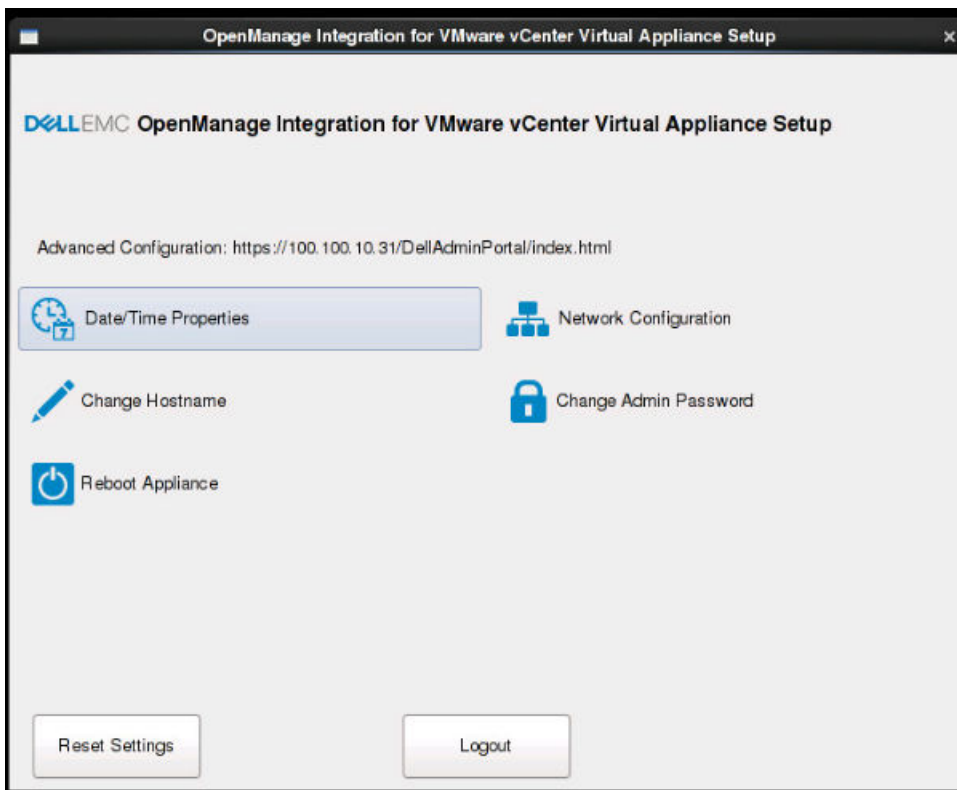 OpenManage Integration for VMware vCenter Virtual Appliance Setup
DELLEMC OpenManage Integration for VMware vCenter Virtual Appliance Setup
Advanced Configuration: https://100.100.10.31/DellAdminPortal/index.html
Date/Time Properties
Network Configuration
Change Hostname
Change Admin Password
Reboot Appliance
Reset Settings
Logout